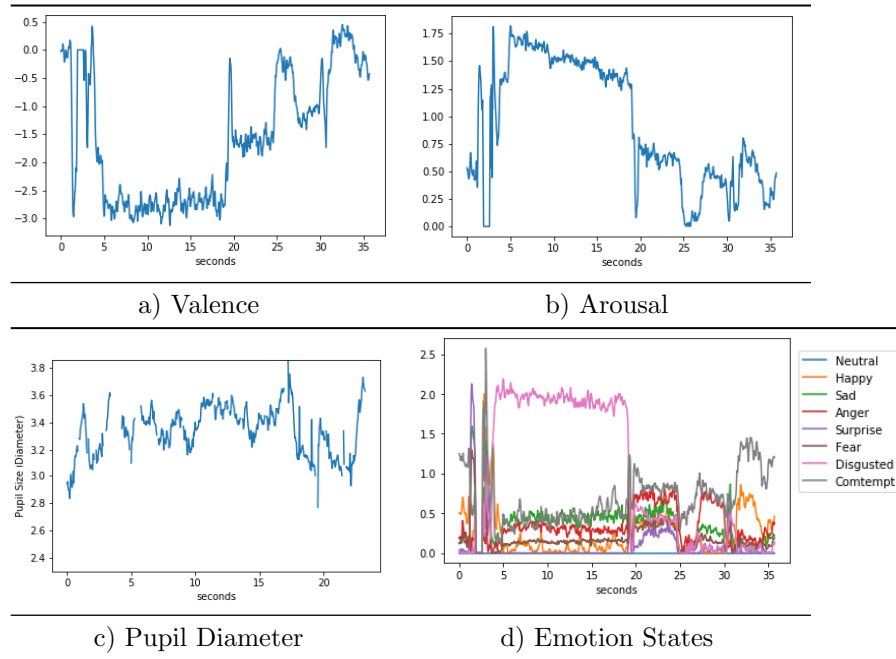 0.5
0.0
−0.5
−1.0
−1.5
−2.0
−2.5
−3.0
0 5 10 15 20 25 30 35
seconds
1.75
1.50
1.25
1.00
0.75
0.50
0.25
0.00
0 5 10 15 20 25 30 35
seconds
a) Valence
b) Arousal
3.8
3.6
3.4
3.2
3.0
2.8
2.6
2.4
Pupil Size iDiameter)
0 5 10 15 20
seconds
2.5
2.0
1.5
1.0
0.5
0.0
0 5 10 15 20 25 30 35
seconds
Neutral
Happy
Sad
Anger
Surprise
Fear
Disgusted
Comtempt
c) Pupil Diameter
d) Emotion States